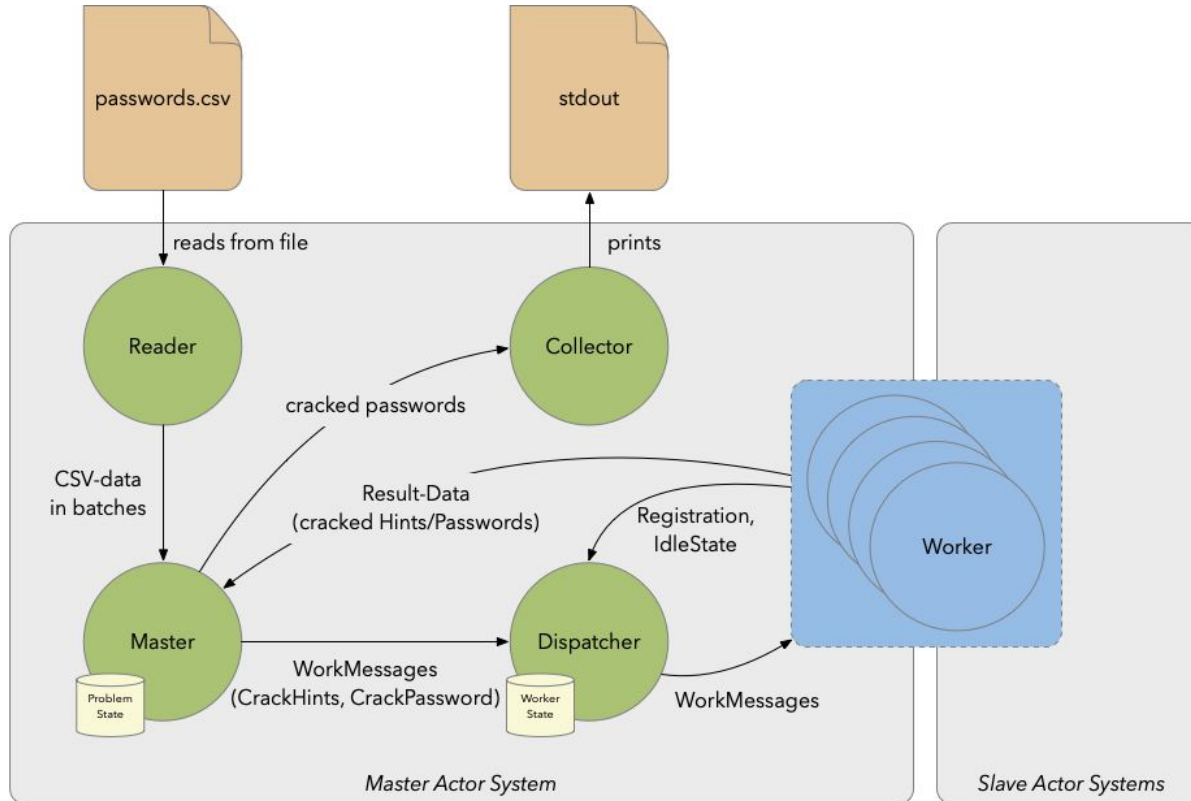 passwords.csv
stdout
reads from file
prints
Reader
Collector
cracked passwords
CSV-data
in batches
Result-Data
(cracked Hints/Passwords)
Registration,
IdleState
Worker
Master
Dispatcher
WorkMessages
(CrackHints, CrackPassword)
WorkMessages
Problem
State
Worker
State
Master Actor System
Slave Actor Systems